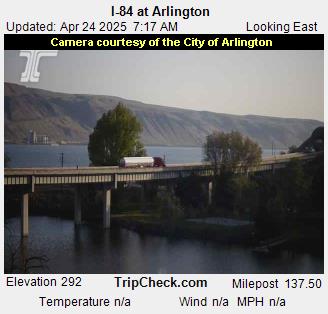 I-84 at Arlington
Updated: Apr 24 2025 7:17 AM Looking East
Camera courtesy of the City of Arlington
Elevation 292 TripCheck.com Milepost 137.50
Temperature n/a Wind n/a MPH n/a